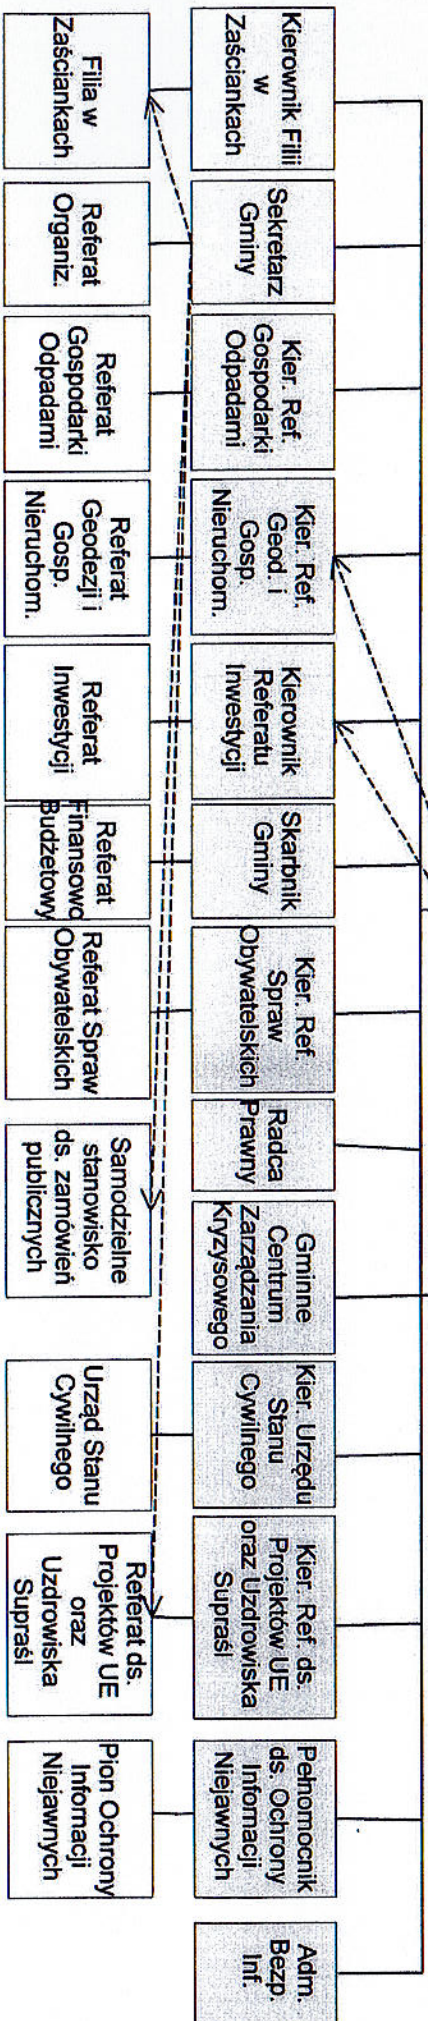 Kierownik Filii
w
Zaściankach
Sekretarz
Gminy
Kier. Ref.
Gospodarki
Odpadami
Kier. Ref.
Geod. i
Gosp.
Nieruchom.
Kierownik
Referatu
Inwestycji
Skarbnik
Gminy
Kier. Ref.
Spraw
Obywatelskich
Radca
Prawny
Gminne
Centrum
Zarządzania
Kryzysowego
Kier. Urzędu
Stanu
Cywilnego
Kier. Ref. ds.
Projektów UE
oraz Uzdrowiska
Supraśl
Pełnomocnik
ds. Ochrony
Infomacji
Niejawnych
Adm.
Bezp.
Inf.
Filia w
Zaściankach
Referat
Organiz.
Referat
Gospodarki
Odpadami
Referat
Geodezji i
Gosp.
Nieruchom.
Referat
Inwestycji
Referat
Finansowo
Budżetowy
Referat Spraw
Obywatelskich
Samodzielne
stanowisko
ds. zamówień
publicznych
Urząd Stanu
Cywilnego
Referat ds.
Projektów UE
oraz
Uzdrowiska
Supraśl
Pion Ochrony
Infomacji
Niejawnych